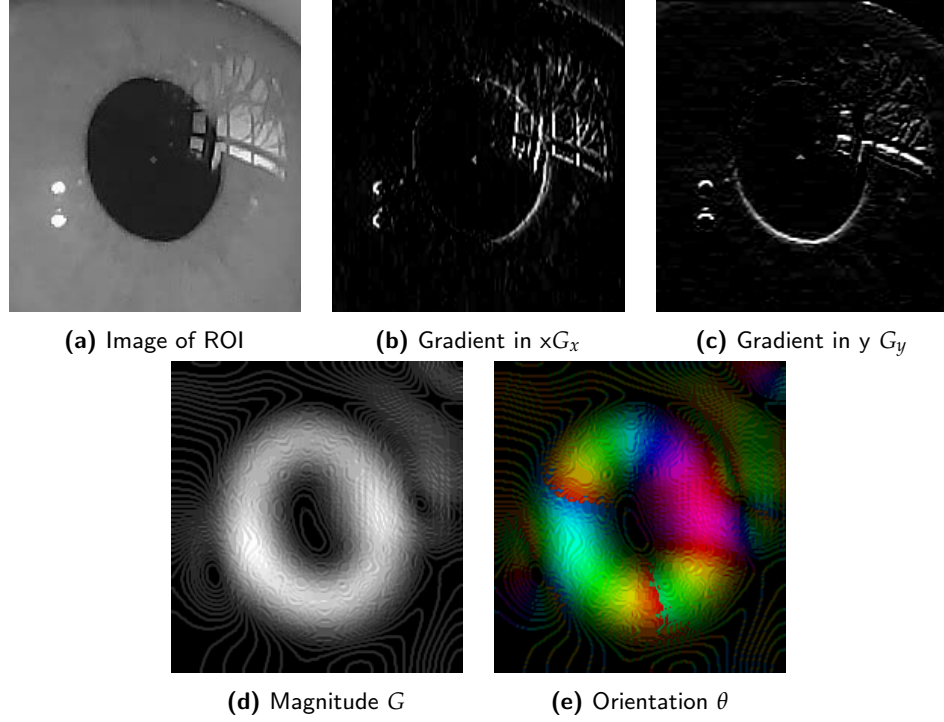 (a) Image of ROI
(b) Gradient in xGx
(c) Gradient in y Gy
(d) Magnitude G
(e) Orientation θ